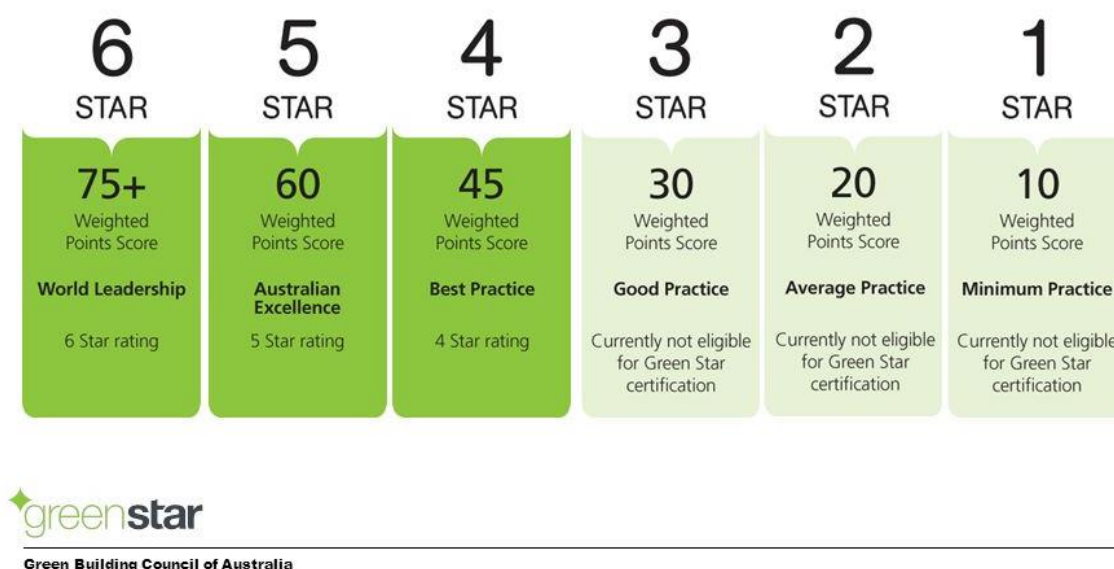 6
STAR
75+
Weighted
Points Score
World Leadership
6 Star rating
5
STAR
60
Weighted
Points Score
Australian
Excellence
5 Star rating
4
STAR
45
Weighted
Points Score
Best Practice
4 Star rating
3
STAR
30
Weighted
Points Score
Good Practice
Currently not eligible
for Green Star
certification
2
STAR
20
Weighted
Points Score
Average Practice
Currently not eligible
for Green Star
certification
1
STAR
10
Weighted
Points Score
Minimum Practice
Currently not eligible
for Green Star
certification
greenstar
Green Building Council of Australia